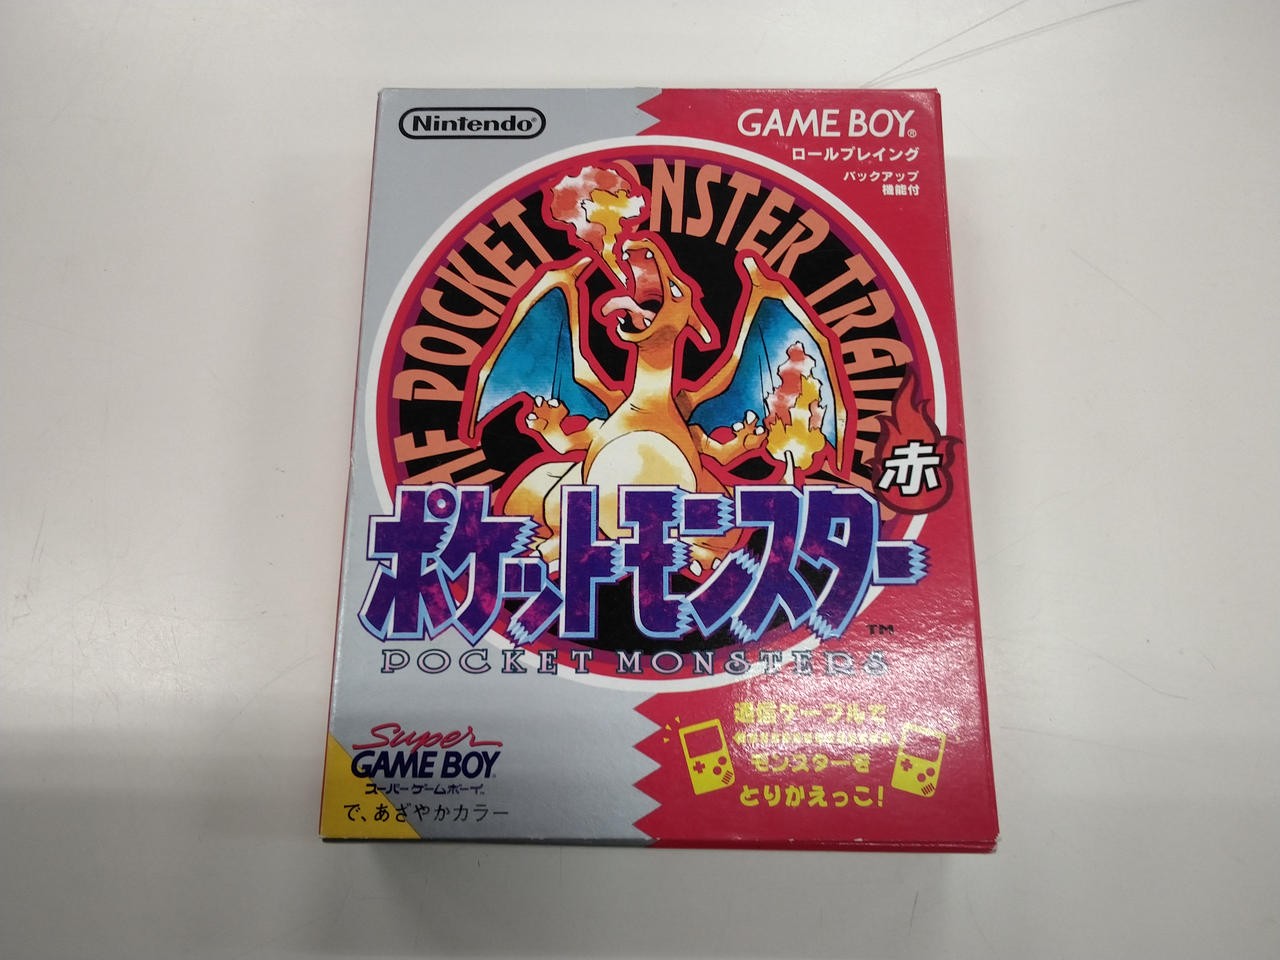 Nintendo®
GAME BOY®
ロールプレイング
バックアップ
機能付
THE POCKET MONSTER TRAINER
赤
ポケットモンスター
TM
POCKET MONSTERS
Super
GAME BOY
スーパーゲームボーイ
で、あざやかカラー
通信ケーブルで
モンスターを
とりかえっこ!